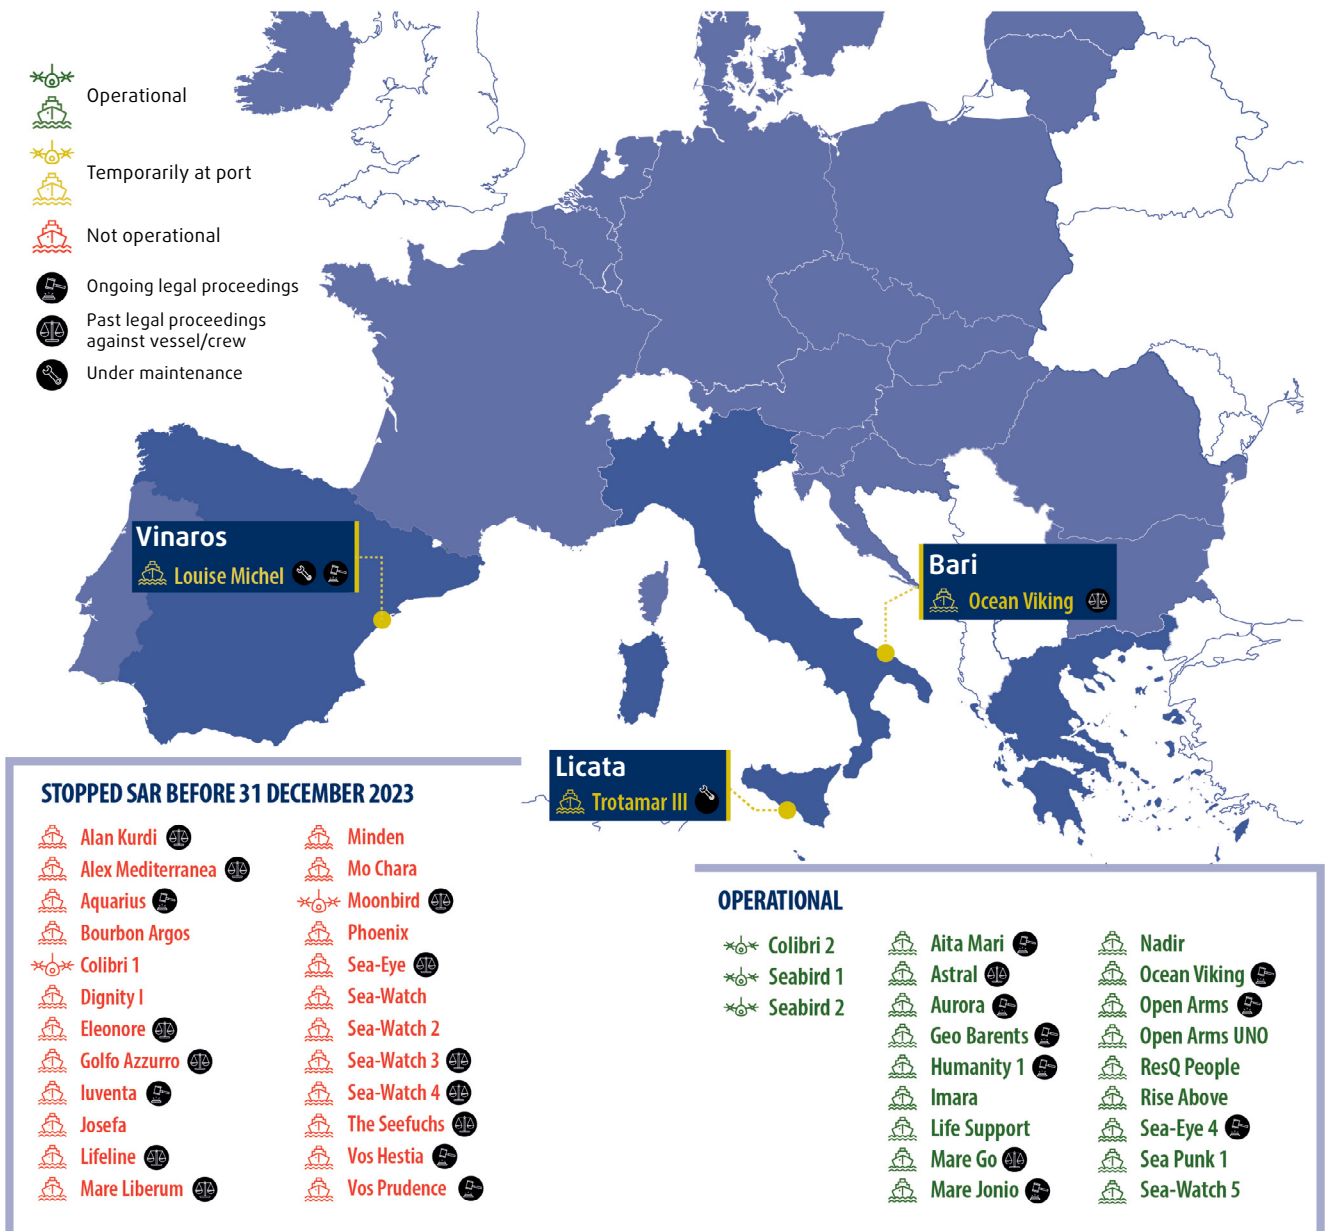 Operational
Temporarily at port
Not operational
Ongoing legal proceedings
Past legal proceedings
against vessel/crew
Under maintenance
Vinaros
Louise Michel
Bari
Ocean Viking
Licata
Trotamar III
STOPPED SAR BEFORE 31 DECEMBER 2023
Alan Kurdi
Alex Mediterranea
Aquarius
Bourbon Argos
Colibri 1
Dignity I
Eleonore
Golfo Azzurro
Iuventa
Josefa
Lifeline
Mare Liberum
Minden
Mo Chara
Moonbird
Phoenix
Sea-Eye
Sea-Watch
Sea-Watch 2
Sea-Watch 3
Sea-Watch 4
The Seefuchs
Vos Hestia
Vos Prudence
OPERATIONAL
Colibri 2
Seabird 1
Seabird 2
Aita Mari
Astral
Aurora
Geo Barents
Humanity 1
Imara
Life Support
Mare Go
Mare Jonio
Nadir
Ocean Viking
Open Arms
Open Arms UNO
ResQ People
Rise Above
Sea-Eye 4
Sea Punk 1
Sea-Watch 5